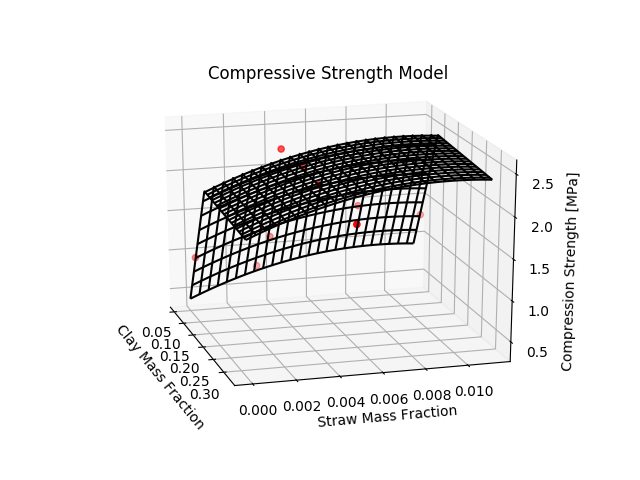 Compressive Strength Model
2.5
2.0
1.5
1.0
0.5
Compression Strength [MPa]
0.05
0.10
0.15
0.20
0.25
0.30
Clay Mass Fraction
0.000 0.002 0.004 0.006 0.008 0.010
Straw Mass Fraction